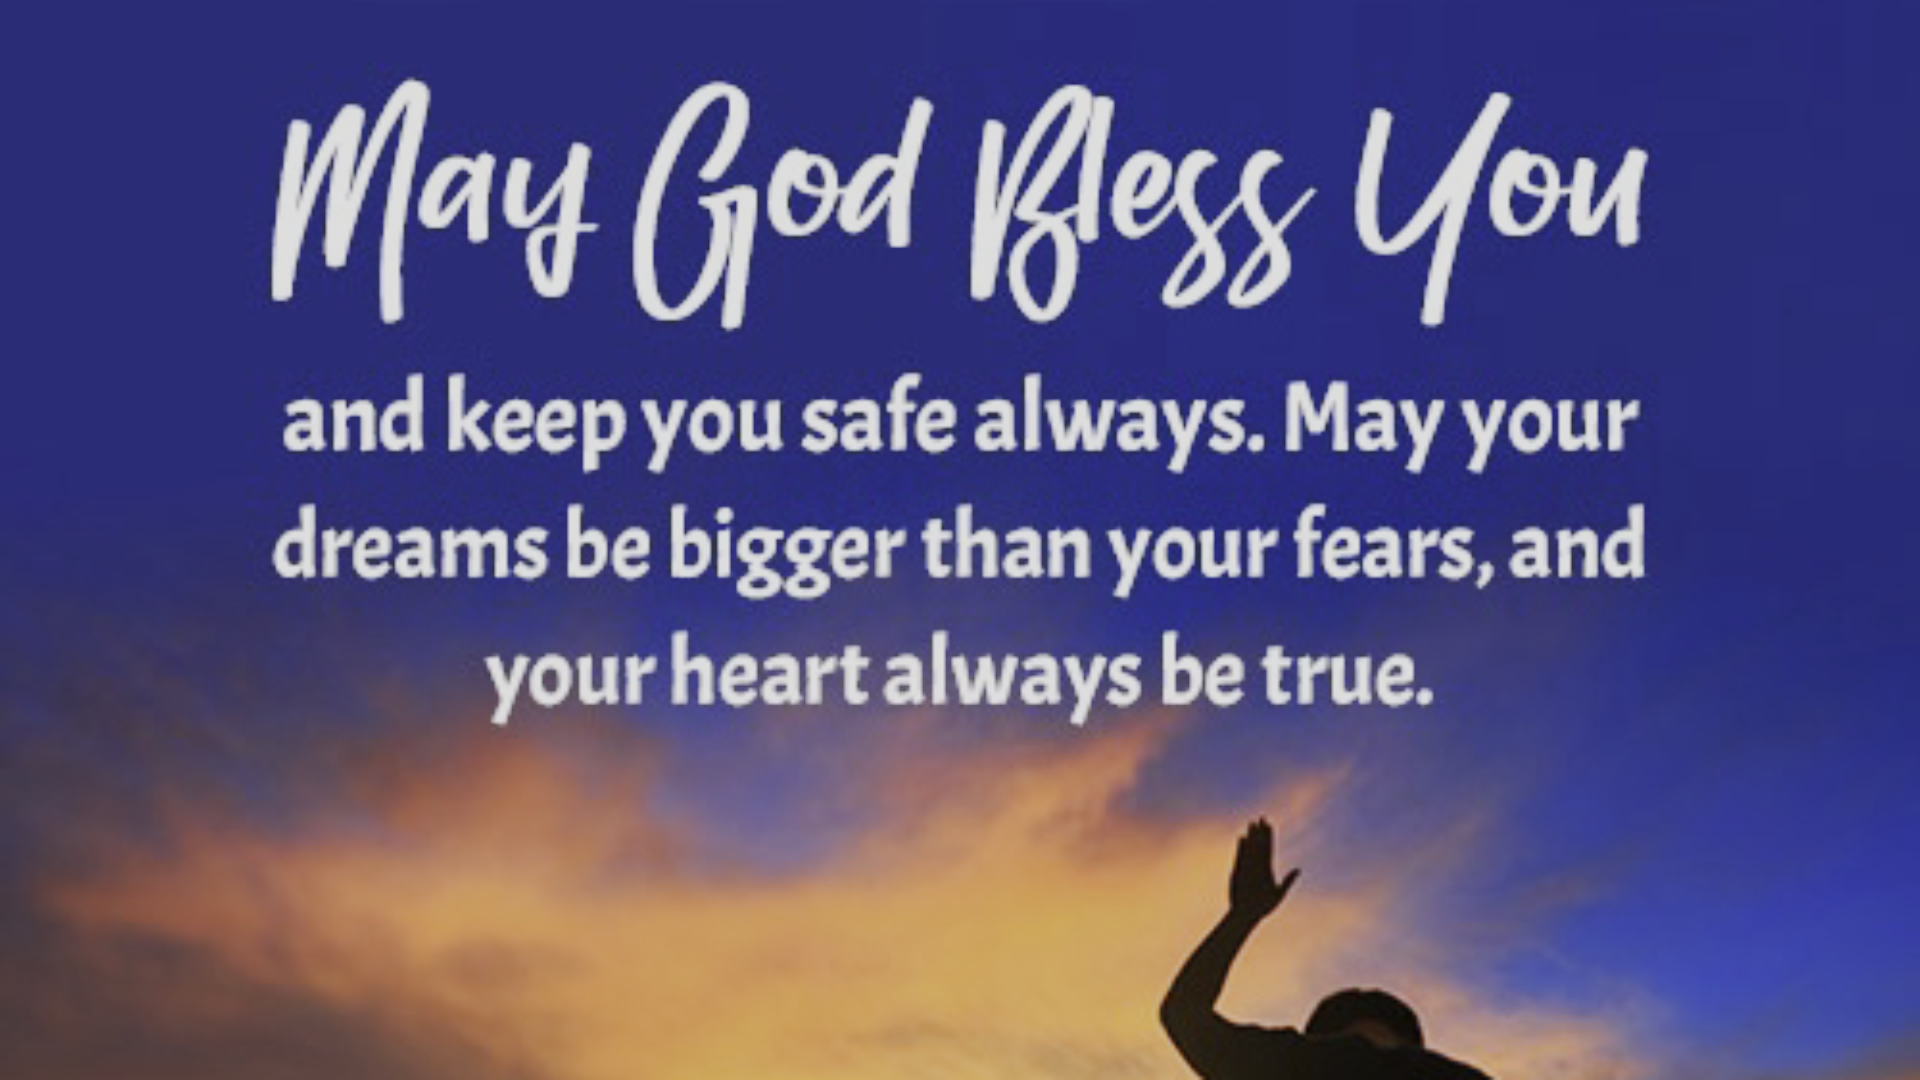 May God Bless You
and keep you safe always. May your
dreams be bigger than your fears, and
your heart always be true.